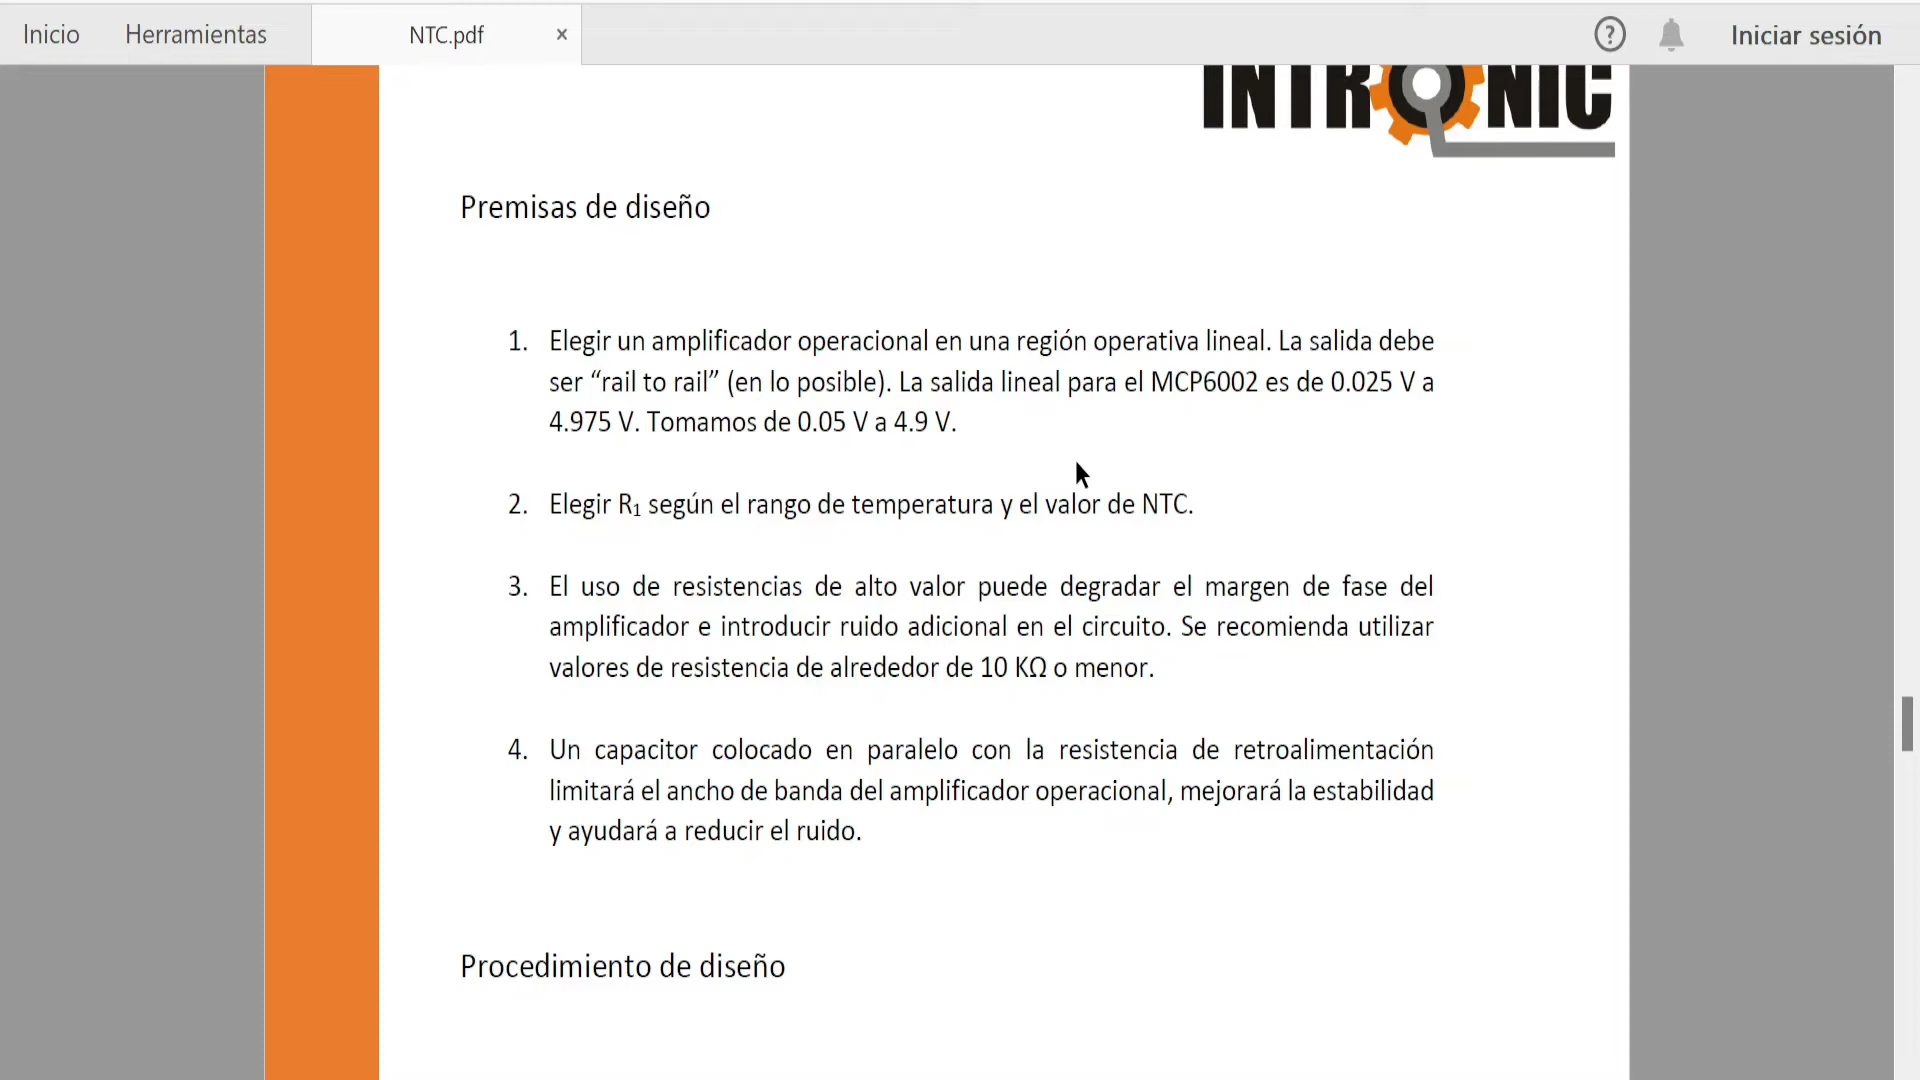 Inicio Herramientas NTC.pdf × ? Iniciar sesión
INTRONIC
Premisas de diseño
1. Elegir un amplificador operacional en una región operativa lineal. La salida debe
ser “rail to rail” (en lo posible). La salida lineal para el MCP6002 es de 0.025 V a
4.975 V. Tomamos de 0.05 V a 4.9 V.
2. Elegir R₁ según el rango de temperatura y el valor de NTC.
3. El uso de resistencias de alto valor puede degradar el margen de fase del
amplificador e introducir ruido adicional en el circuito. Se recomienda utilizar
valores de resistencia de alrededor de 10 KΩ o menor.
4. Un capacitor colocado en paralelo con la resistencia de retroalimentación
limitará el ancho de banda del amplificador operacional, mejorará la estabilidad
y ayudará a reducir el ruido.
Procedimiento de diseño